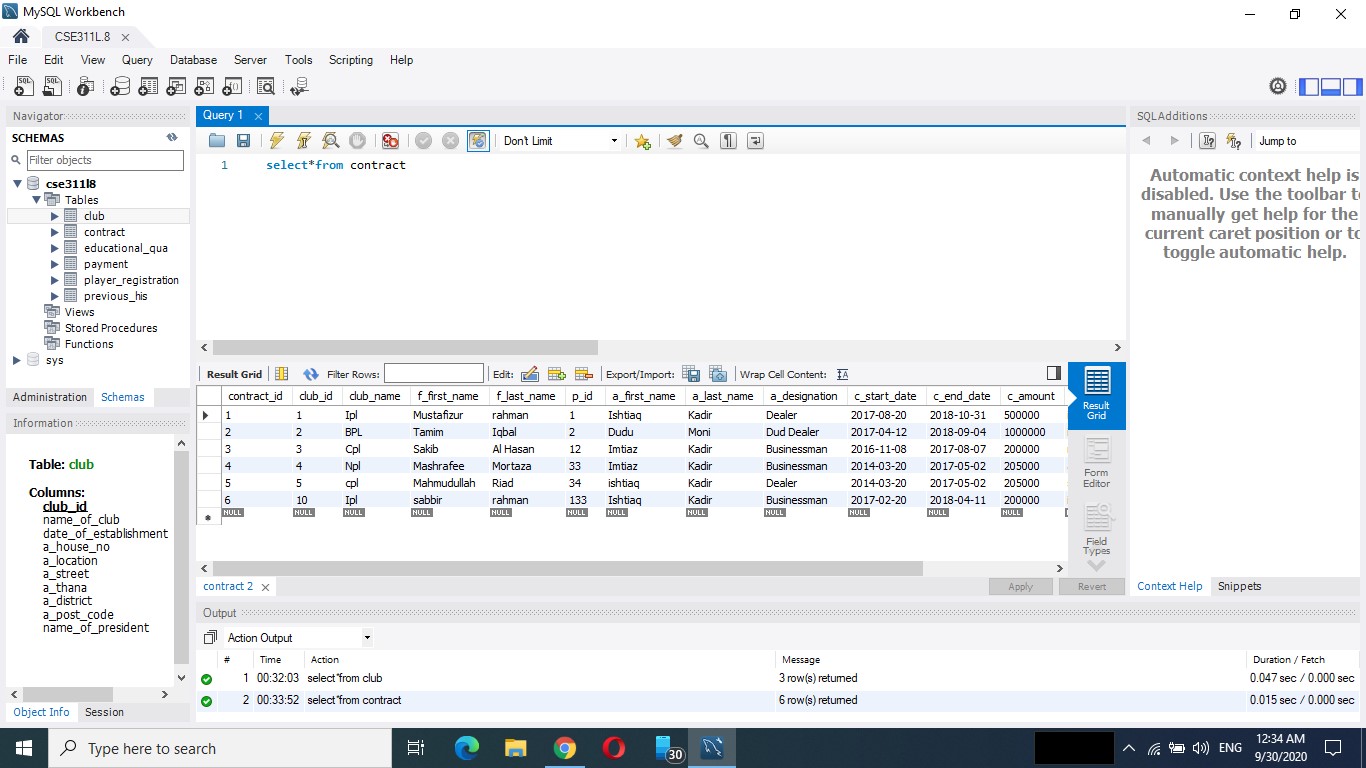 MySQL Workbench
CSE311L.8
File Edit View Query Database Server Tools Scripting Help
Navigator
SCHEMAS
Filter objects
cse311l8
Tables
club
contract
educational_qua
payment
player_registration
previous_his
Views
Stored Procedures
Functions
sys
Administration Schemas
Information
Table: club
Columns:
club_id
name_of_club
date_of_establishment
a_house_no
a_location
a_street
a_thana
a_district
a_post_code
name_of_president
Object Info Session
Query 1
Don't Limit
1 select*from contract
Result Grid Filter Rows: Edit: Export/Import: Wrap Cell Content:
contract_id club_id club_name f_first_name f_last_name p_id a_first_name a_last_name a_designation c_start_date c_end_date c_amount
1 1 Ipl Mustafizur rahman 1 Ishtiaq Kadir Dealer 2017-08-20 2018-10-31 500000
2 2 BPL Tamim Iqbal 2 Dudu Moni Dud Dealer 2017-04-12 2018-09-04 1000000
3 3 Cpl Sakib Al Hasan 12 Imtiaz Kadir Businessman 2016-11-08 2017-08-07 200000
4 4 Npl Mashrafee Mortaza 33 Imtiaz Kadir Businessman 2014-03-20 2017-05-02 205000
5 5 cpl Mahmudullah Riad 34 ishtiaq Kadir Dealer 2014-03-20 2017-05-02 205000
6 10 Ipl sabbir rahman 133 Ishtiaq Kadir Businessman 2017-02-20 2018-04-11 200000
NULL NULL NULL NULL NULL NULL NULL NULL NULL NULL NULL NULL
Result
Grid
Form
Editor
Field
Types
contract 2
Apply Revert
SQLAdditions
Jump to
Automatic context help is
disabled. Use the toolbar to
manually get help for the
current caret position or to
toggle automatic help.
Context Help Snippets
Output
Action Output
# Time Action Message Duration / Fetch
1 00:32:03 select*from club 3 row(s) returned 0.047 sec / 0.000 sec
2 00:33:52 select*from contract 6 row(s) returned 0.015 sec / 0.000 sec
Type here to search
30
ENG
12:34 AM
9/30/2020